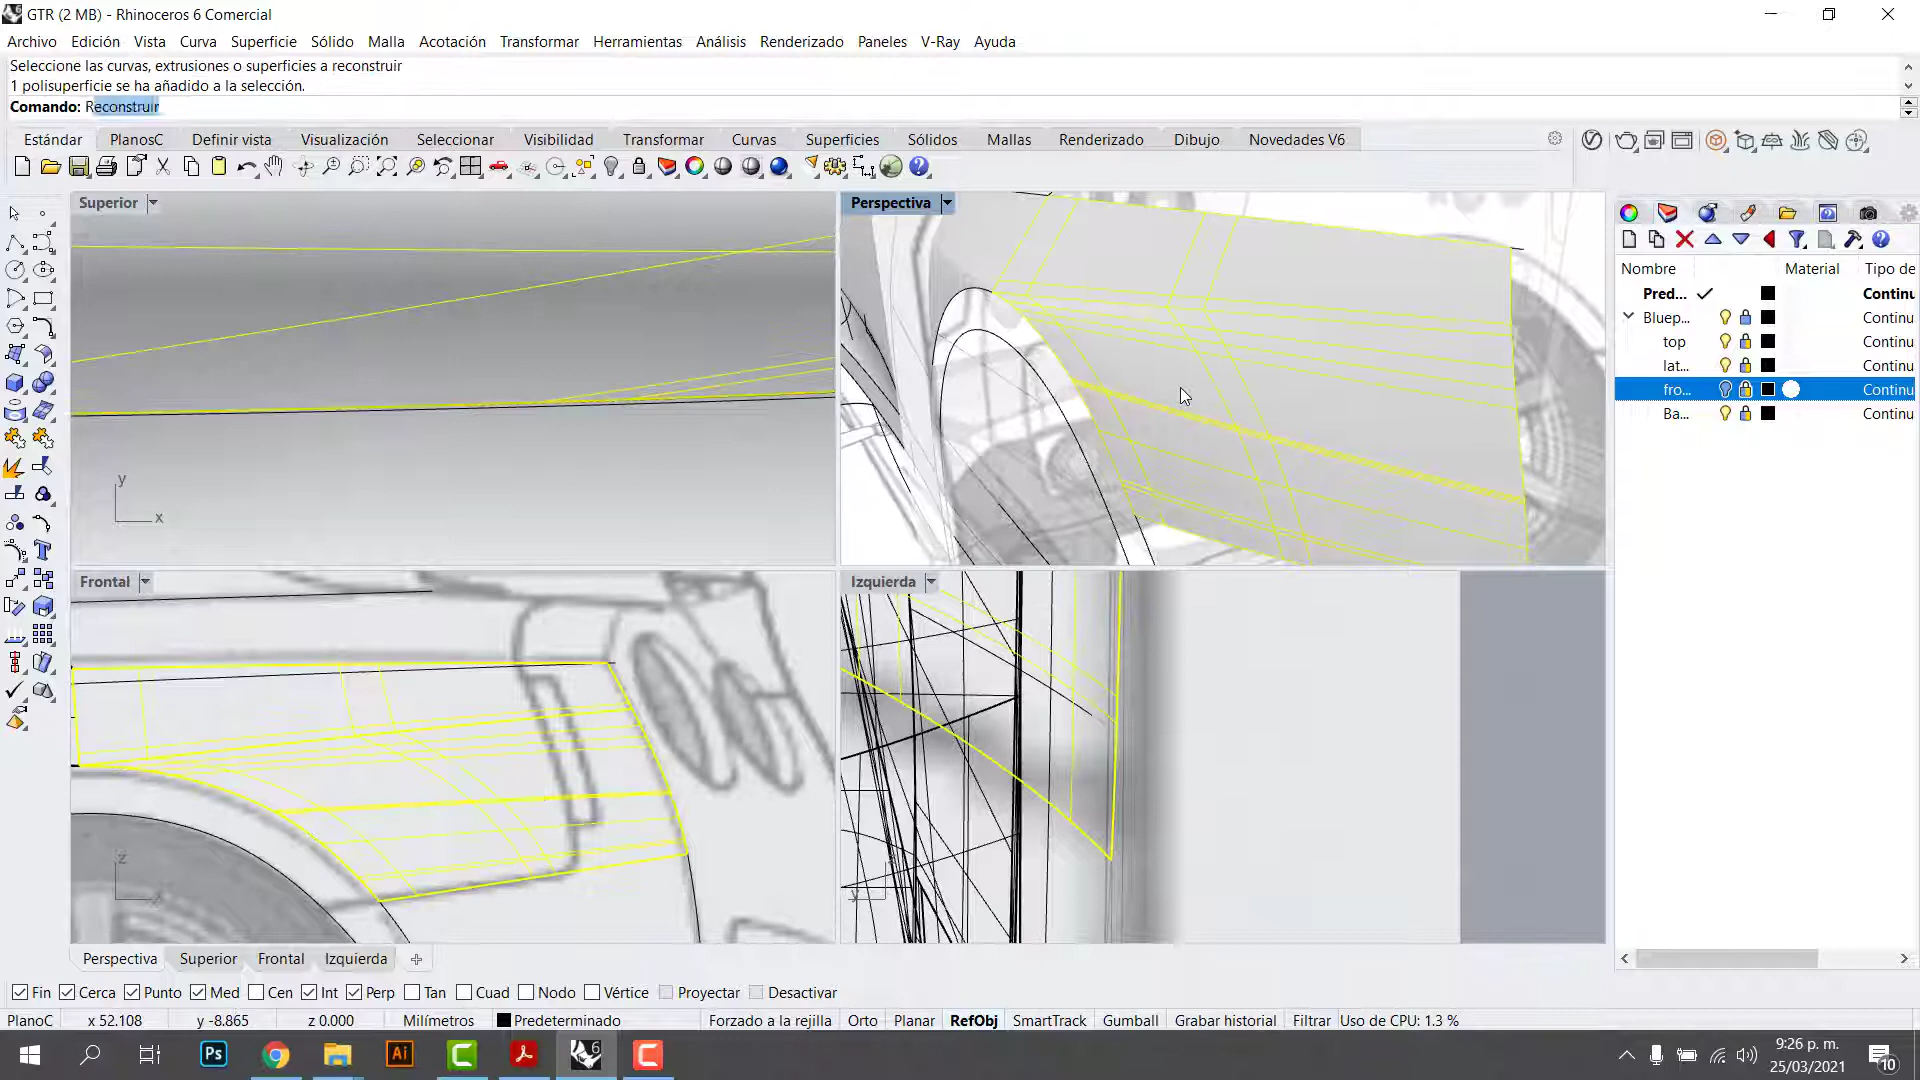 GTR (2 MB) - Rhinoceros 6 Comercial
Archivo Edición Vista Curva Superficie Sólido Malla Acotación Transformar Herramientas Análisis Renderizado Paneles V-Ray Ayuda
Seleccione las curvas, extrusiones o superficies a reconstruir
1 polisuperficie se ha añadido a la selección.
Comando: Reconstruir
Estándar PlanosC Definir vista Visualización Seleccionar Visibilidad Transformar Curvas Superficies Sólidos Mallas Renderizado Dibujo Novedades V6
Superior
Perspectiva
Nombre Material Tipo de
Pred... Continu
Bluep... Continu
top Continu
lat... Continu
fro... Continu
Ba... Continu
y
x
Frontal
Izquierda
z
x
y
Perspectiva Superior Frontal Izquierda
Fin Cerca Punto Med Cen Int Perp Tan Cuad Nodo Vértice Proyectar Desactivar
PlanoC x 52.108 y -8.865 z 0.000 Milímetros Predeterminado Forzado a la rejilla Orto Planar RefObj SmartTrack Gumball Grabar historial Filtrar Uso de CPU: 1.3 %
Ps Ai C 6 C
9:26 p. m.
25/03/2021
10